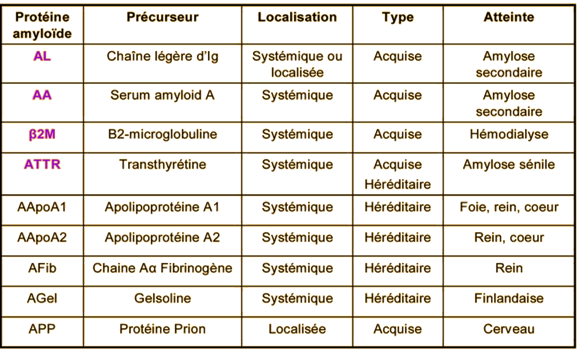 Protéine amyloïde Précurseur Localisation Type Atteinte
AL Chaîne légère d'Ig Systémique ou localisée Acquise Amylose secondaire
AA Serum amyloid A Systémique Acquise Amylose secondaire
β2M B2-microglobuline Systémique Acquise Hémodialyse
ATTR Transthyrétine Systémique Acquise Héréditaire Amylose sénile
AApoA1 Apolipoprotéine A1 Systémique Héréditaire Foie, rein, coeur
AApoA2 Apolipoprotéine A2 Systémique Héréditaire Rein, coeur
AFib Chaine Aα Fibrinogène Systémique Héréditaire Rein
AGel Gelsoline Systémique Héréditaire Finlandaise
APP Protéine Prion Localisée Acquise Cerveau